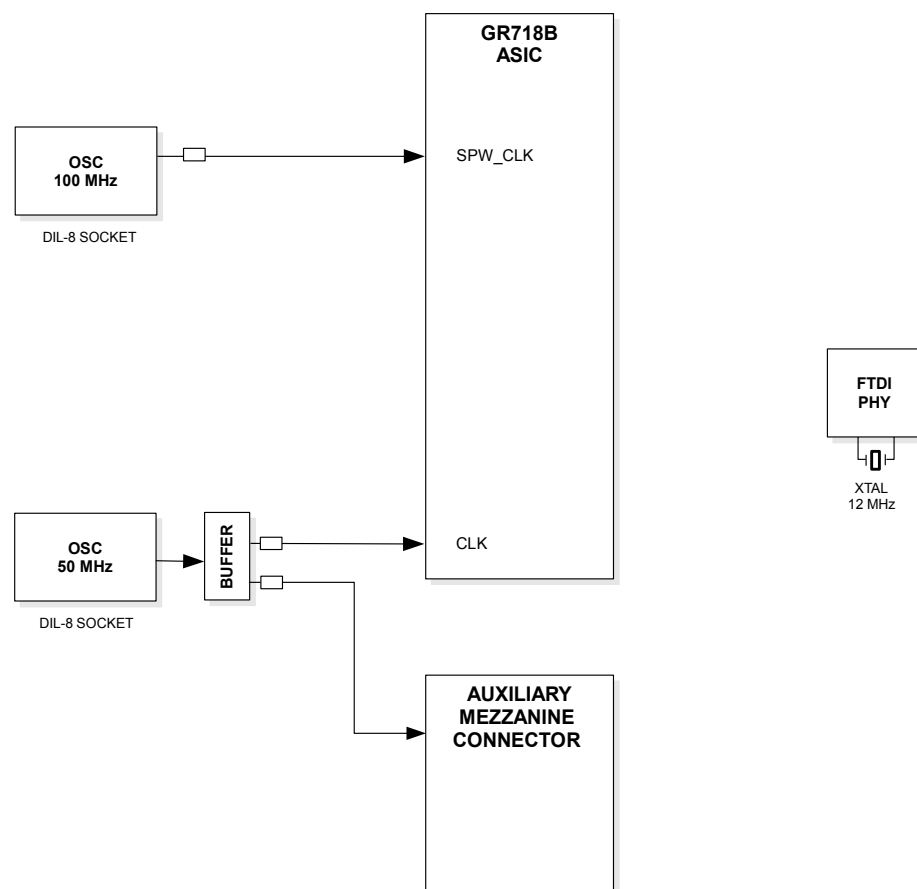 GR718B
ASIC
OSC
100 MHz
SPW_CLK
DIL-8 SOCKET
FTDI
PHY
XTAL
12 MHz
OSC
50 MHz
BUFFER
CLK
DIL-8 SOCKET
AUXILIARY
MEZZANINE
CONNECTOR